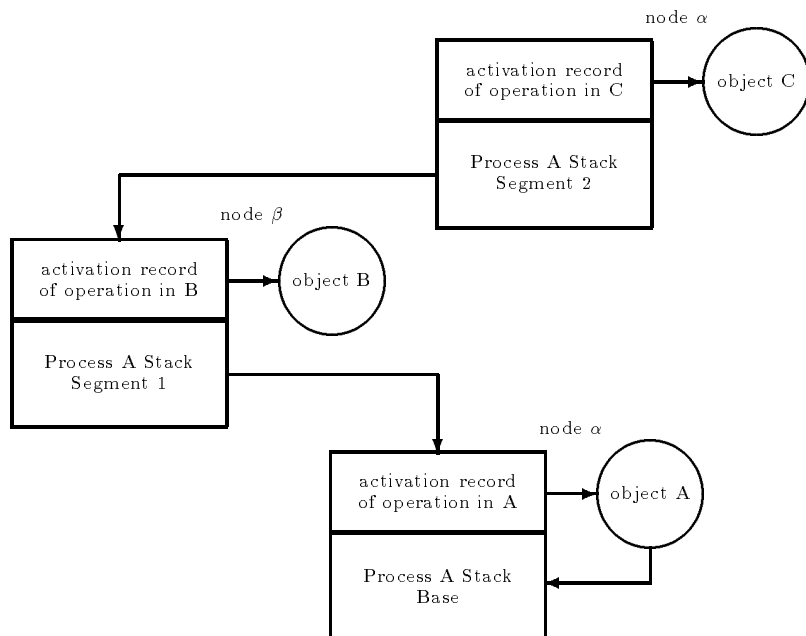 node α
activation record
of operation in C
object C
Process A Stack
Segment 2
node β
activation record
of operation in B
object B
Process A Stack
Segment 1
node α
activation record
of operation in A
object A
Process A Stack
Base